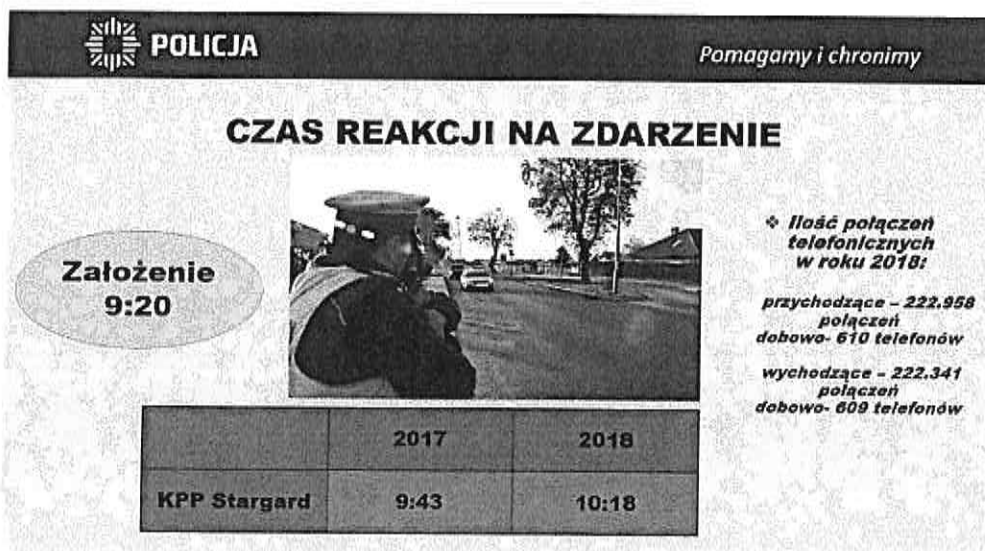 POLICJA
Pomagamy i chronimy
CZAS REAKCJI NA ZDARZENIE
Założenie
9:20
❖ Ilość połączeń
telefonicznych
w roku 2018:
przychodzące – 222.958
połączeń
dobowo- 610 telefonów
wychodzące – 222.341
połączeń
dobowo- 609 telefonów
2017 2018
KPP Stargard 9:43 10:18